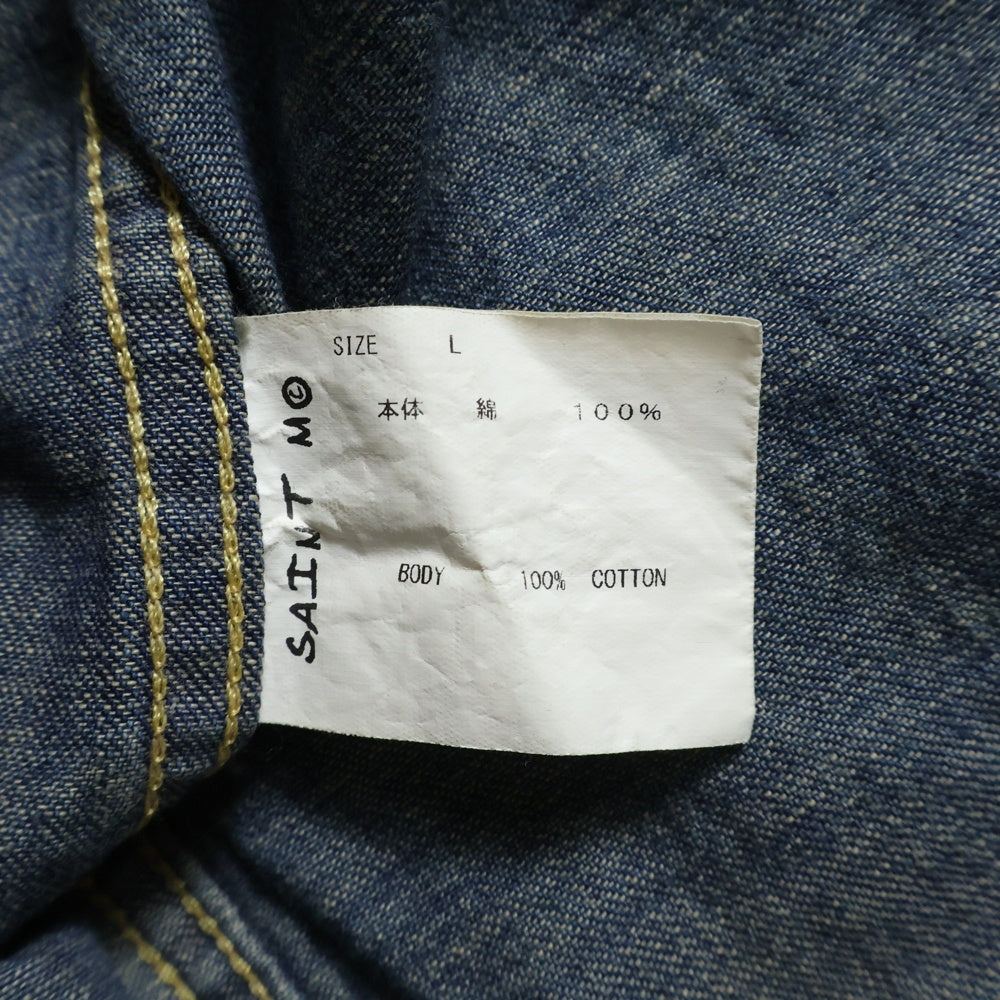 SIZE L
本体 綿 100%
BODY 100% COTTON
SAINT M©